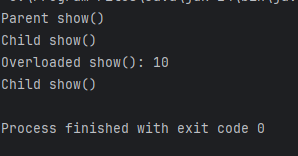 Parent show()
Child show()
Overloaded show(): 10
Child show()
Process finished with exit code 0